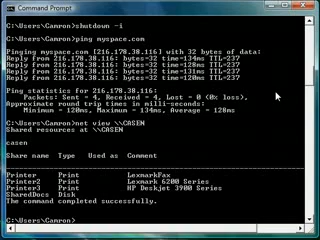 Command Prompt
C:\Users\Camron>shutdown -i
C:\Users\Camron>ping myspace.com
Pinging myspace.com [216.178.38.116] with 32 bytes of data:
Reply from 216.178.38.116: bytes=32 time=134ms TTL=237
Reply from 216.178.38.116: bytes=32 time=131ms TTL=237
Reply from 216.178.38.116: bytes=32 time=131ms TTL=237
Reply from 216.178.38.116: bytes=32 time=120ms TTL=237
Ping statistics for 216.178.38.116:
Packets: Sent = 4, Received = 4, Lost = 0 (0% loss),
Approximate round trip times in milli-seconds:
Minimum = 120ms, Maximum = 134ms, Average = 128ms
C:\Users\Camron>net view \\CASEN
Shared resources at \\CASEN
casen
Share name Type Used as Comment
Printer Print LexmarkFax
Printer2 Print Lexmark 6200 Series
Printer3 Print HP Deskjet 3900 Series
SharedDocs Disk
The command completed successfully.
C:\Users\Camron>